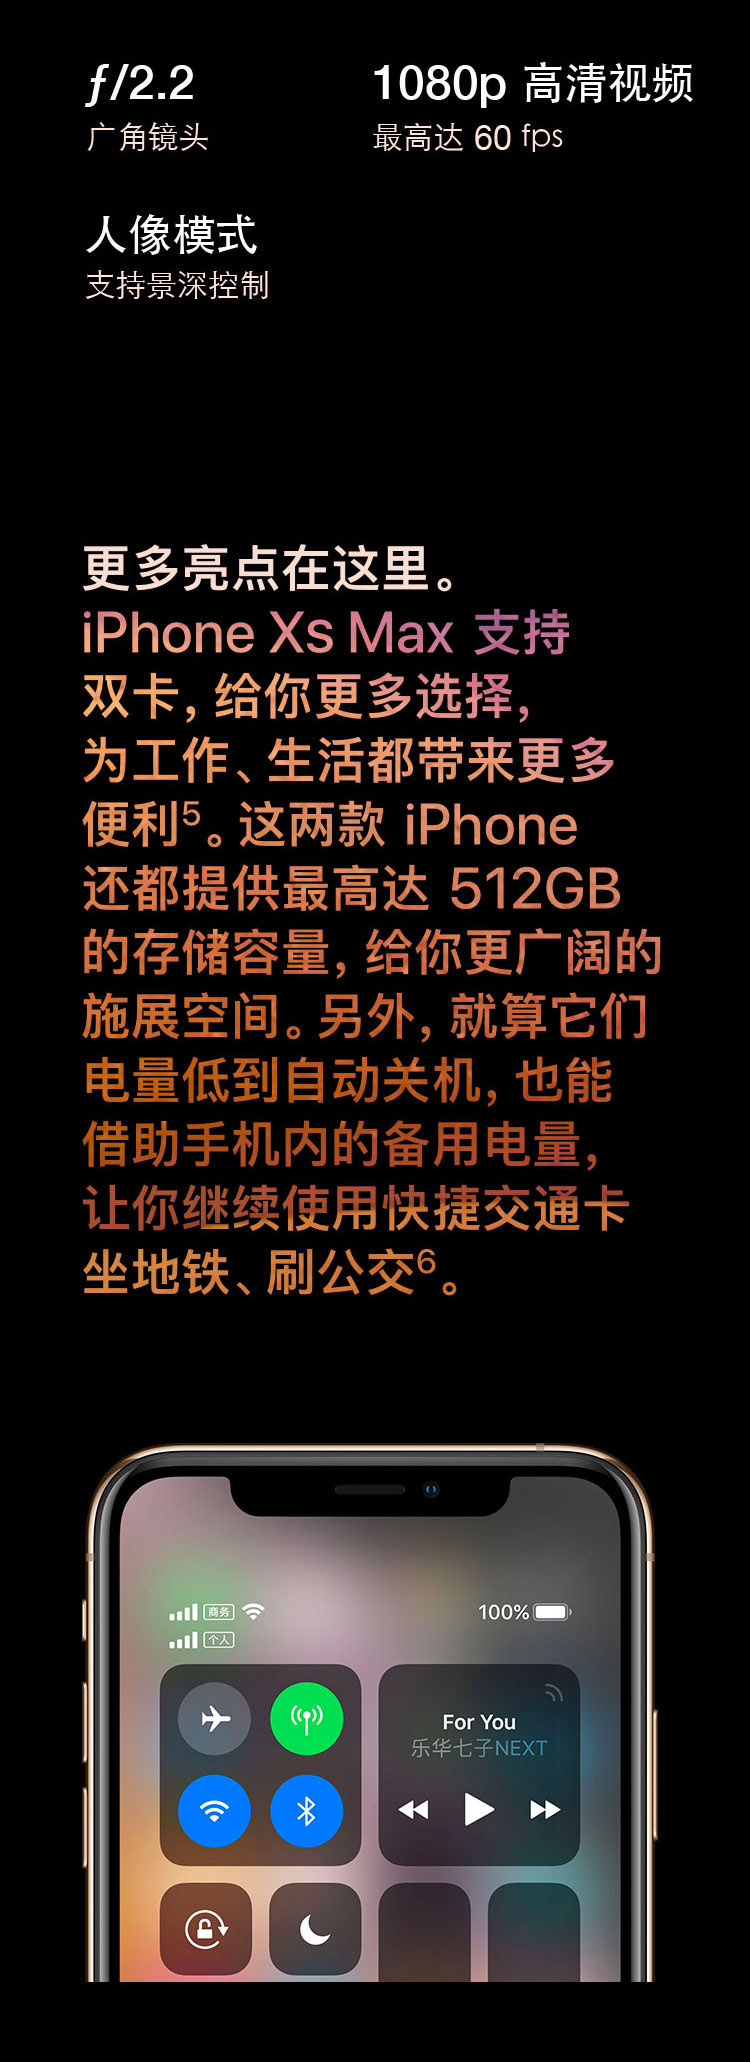 ƒ/2.2
广角镜头
1080p 高清视频
最高达 60 fps
人像模式
支持景深控制
更多亮点在这里。
iPhone Xs Max 支持
双卡，给你更多选择，
为工作、生活都带来更多
便利5。这两款 iPhone
还都提供最高达 512GB
的存储容量，给你更广阔的
施展空间。另外，就算它们
电量低到自动关机，也能
借助手机内的备用电量，
让你继续使用快捷交通卡
坐地铁、刷公交6。
商务
100%
个人
For You
乐华七子NEXT